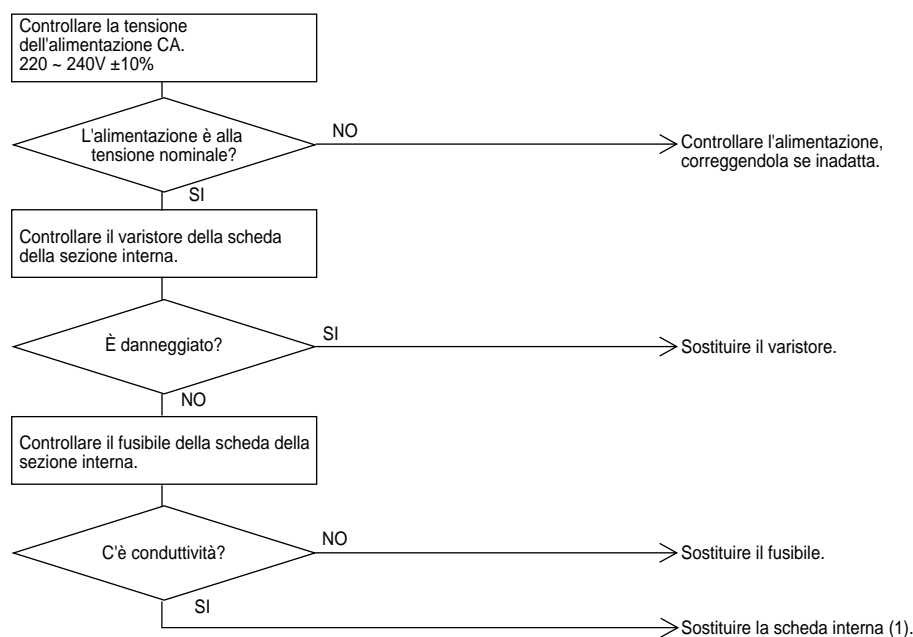 Controllare la tensione
dell'alimentazione CA.
220 ~ 240V ±10%
L'alimentazione è alla
tensione nominale?
NO
Controllare l'alimentazione,
correggendola se inadatta.
SI
Controllare il varistore della scheda
della sezione interna.
È danneggiato?
SI
Sostituire il varistore.
NO
Controllare il fusibile della scheda della
sezione interna.
C'è conduttività?
NO
Sostituire il fusibile.
SI
Sostituire la scheda interna (1).